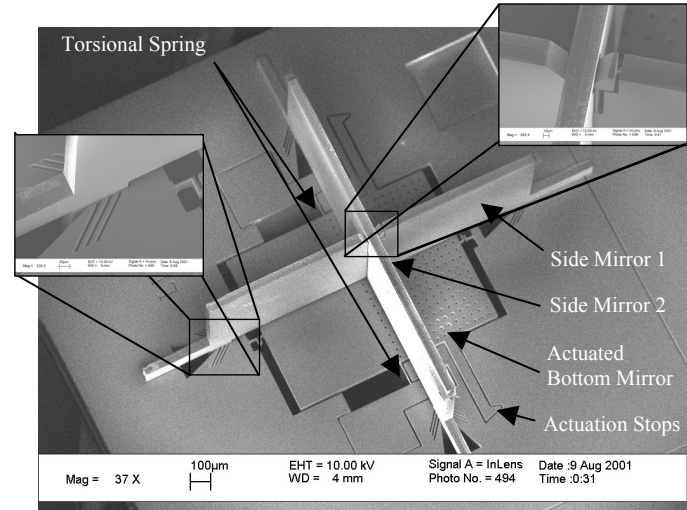 Torsional Spring
Side Mirror 1
Side Mirror 2
Actuated
Bottom Mirror
Actuation Stops
Mag = 37 X
100µm
EHT = 10.00 kV
WD = 4 mm
Signal A = InLens
Photo No. = 494
Date :9 Aug 2001
Time :0:31